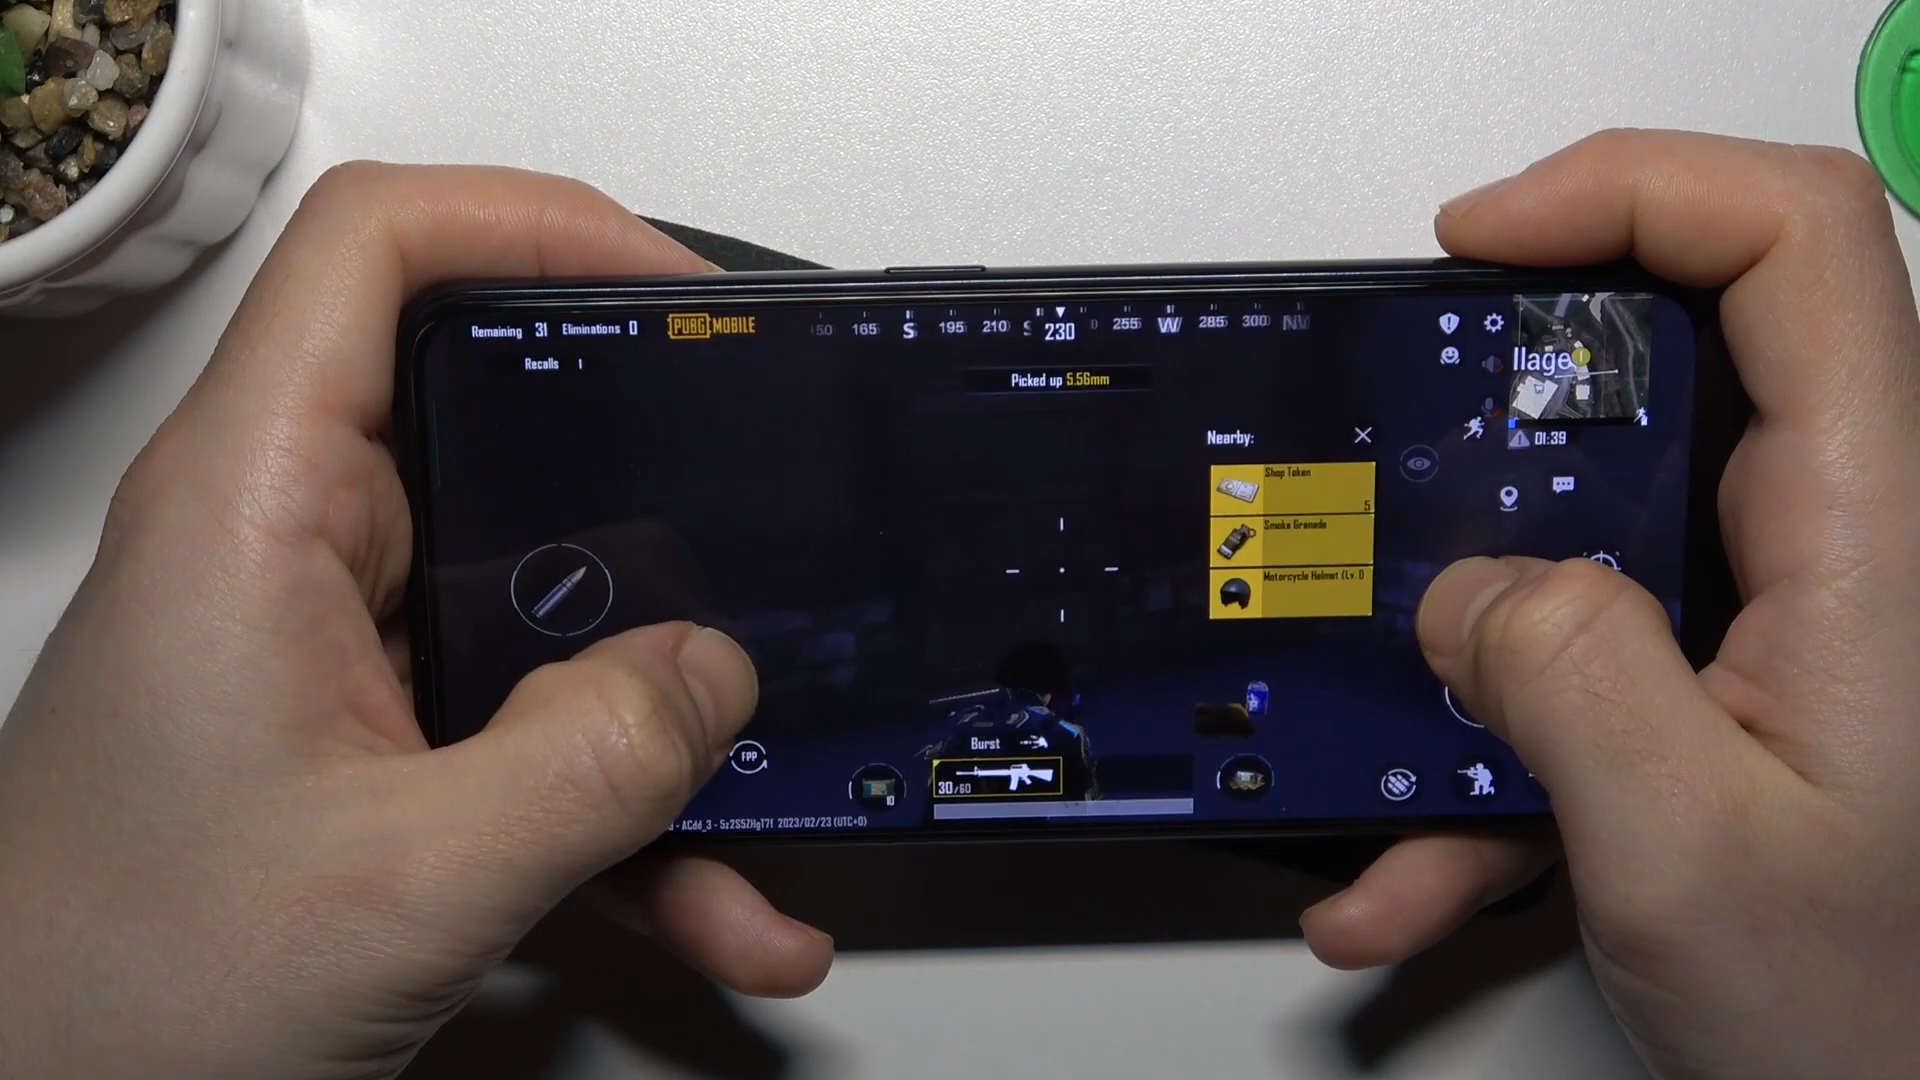 Remaining 31 Eliminations 0
PUBG MOBILE
165 S 195 210 S 230 D 255 W 285 300 NW
Recalls 1
Picked up 5.56mm
llage
01:39
Nearby:
Shop Token
5
Smoke Grenade
Motorcycle Helmet (Lv. 1)
FPP
Burst
30/60
10
2023/02/23 (UTC+0)